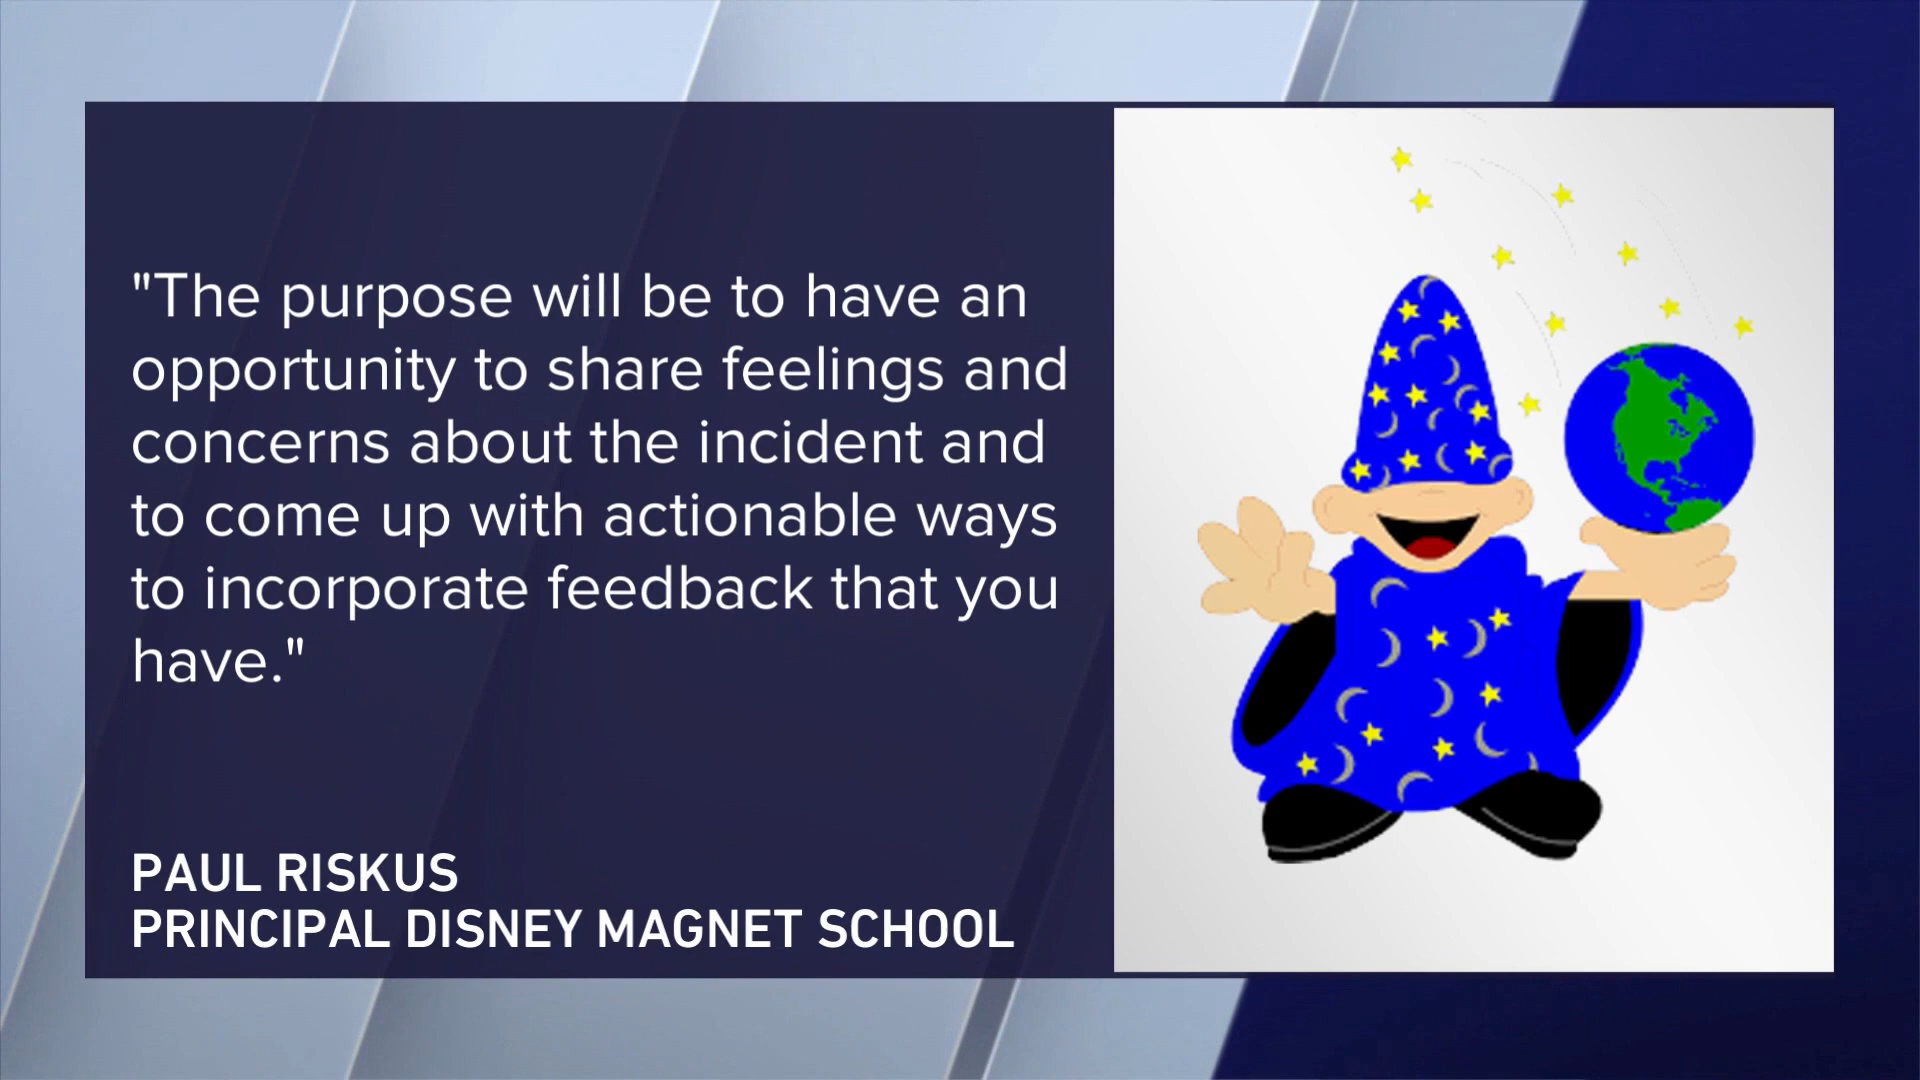 "The purpose will be to have an
opportunity to share feelings and
concerns about the incident and
to come up with actionable ways
to incorporate feedback that you
have."
PAUL RISKUS
PRINCIPAL DISNEY MAGNET SCHOOL